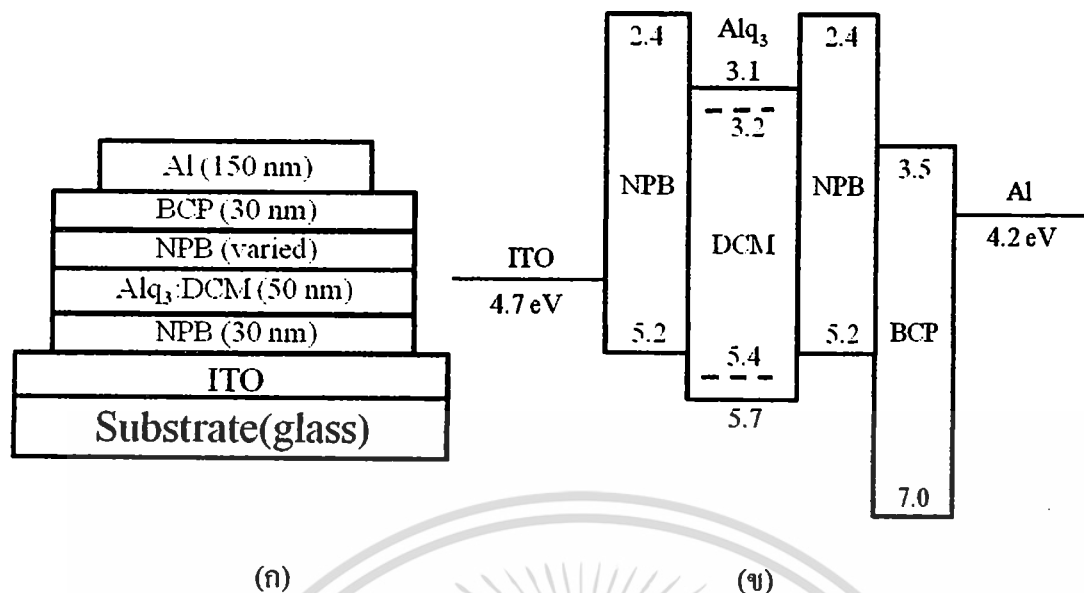 Al (150 nm)
BCP (30 nm)
NPB (varied)
Alq₃:DCM (50 nm)
NPB (30 nm)
ITO
Substrate(glass)
(ก)
2.4
Alq₃
2.4
3.1
3.2
3.5
NPB
NPB
Al
DCM
4.2 eV
ITO
4.7 eV
5.2
5.4
5.2
BCP
5.7
7.0
(ข)